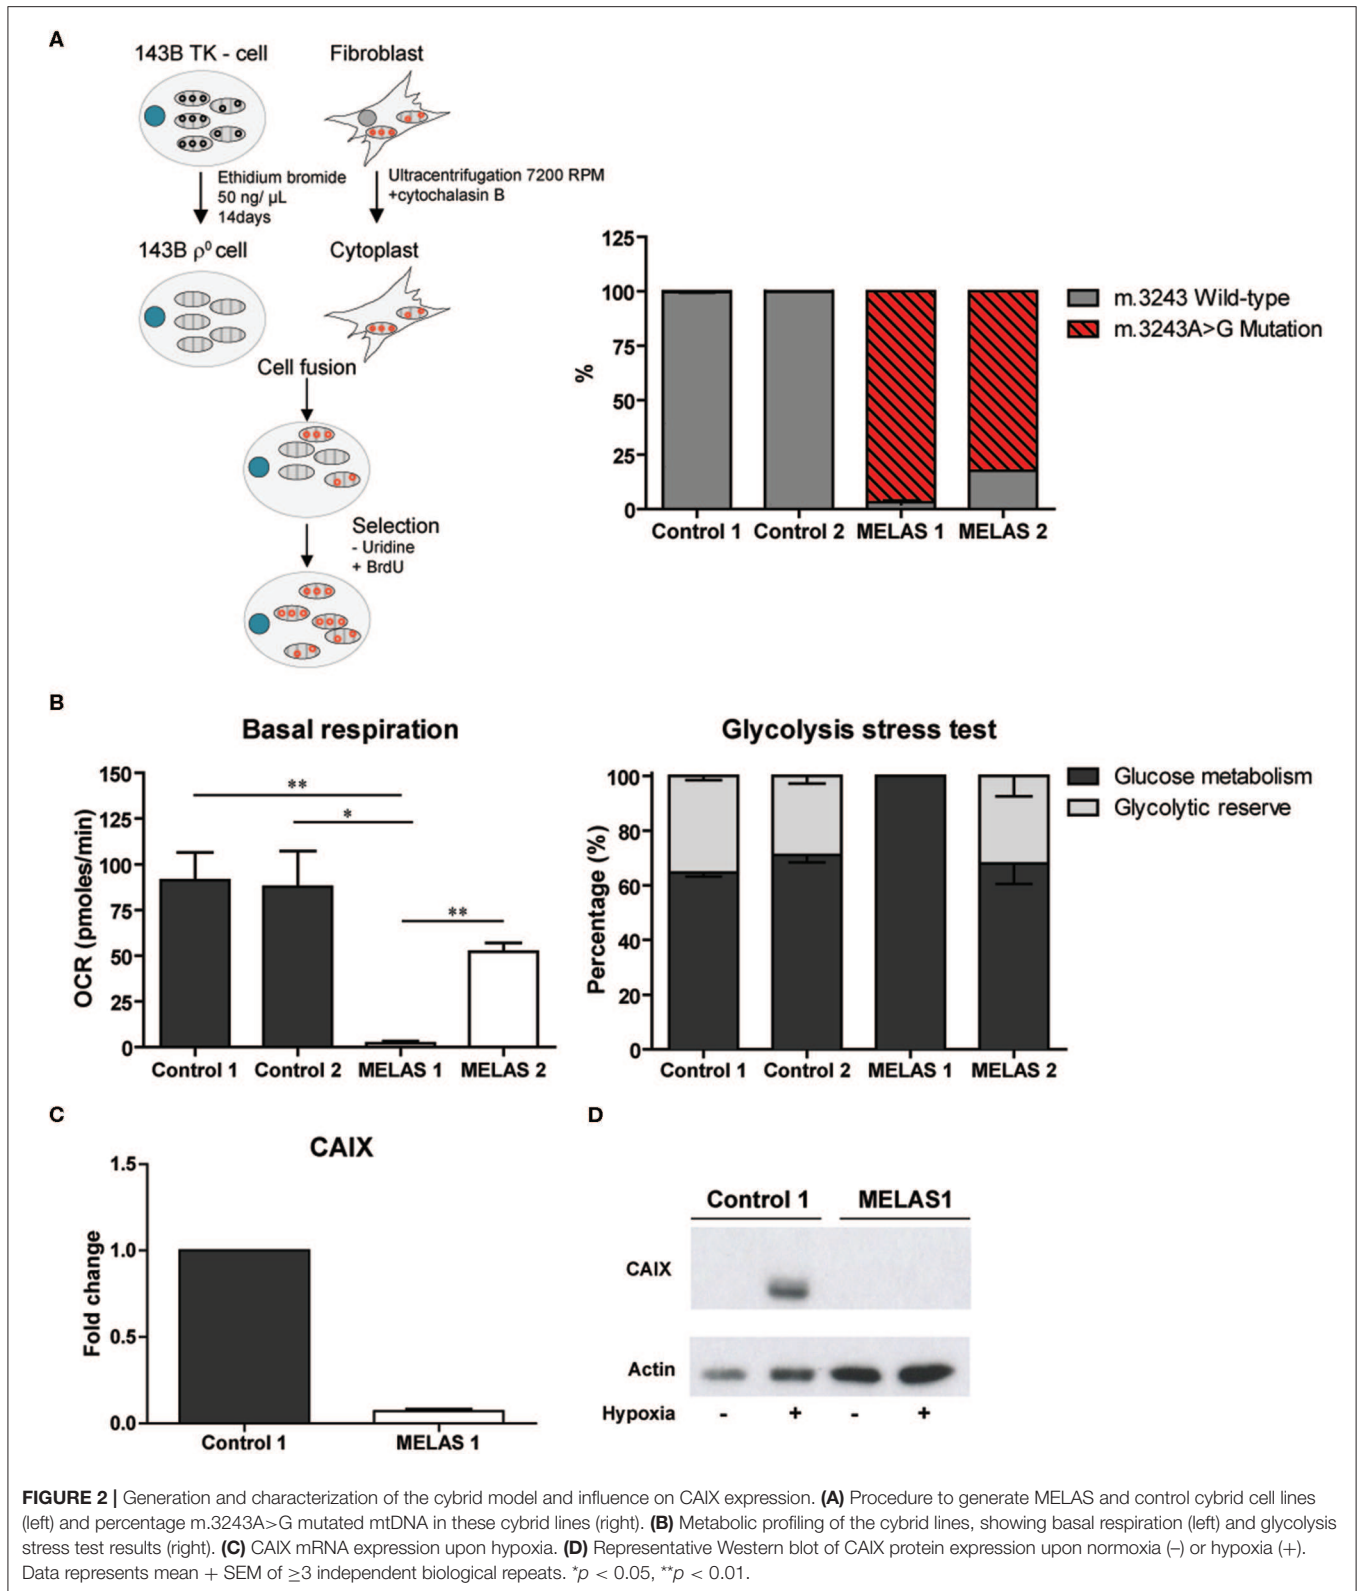 A
143B TK - cell
Fibroblast
Ethidium bromide
50 ng/ µL
14days
Ultracentrifugation 7200 RPM
+cytochalasin B
143B ρ⁰ cell
Cytoplast
Cell fusion
Selection
- Uridine
+ BrdU
125
100
75
50
25
0
%
Control 1
Control 2
MELAS 1
MELAS 2
m.3243 Wild-type
m.3243A>G Mutation
B
Basal respiration
150
125
100
75
50
25
0
OCR (pmoles/min)
**
*
**
Control 1
Control 2
MELAS 1
MELAS 2
Glycolysis stress test
100
80
60
40
20
0
Percentage (%)
Control 1
Control 2
MELAS 1
MELAS 2
Glucose metabolism
Glycolytic reserve
C
CAIX
1.5
1.0
0.5
0.0
Fold change
Control 1
MELAS 1
D
Control 1
MELAS1
CAIX
Actin
Hypoxia - + - +
FIGURE 2 | Generation and characterization of the cybrid model and influence on CAIX expression. (A) Procedure to generate MELAS and control cybrid cell lines
(left) and percentage m.3243A>G mutated mtDNA in these cybrid lines (right). (B) Metabolic profiling of the cybrid lines, showing basal respiration (left) and glycolysis
stress test results (right). (C) CAIX mRNA expression upon hypoxia. (D) Representative Western blot of CAIX protein expression upon normoxia (–) or hypoxia (+).
Data represents mean + SEM of ≥3 independent biological repeats. *p < 0.05, **p < 0.01.